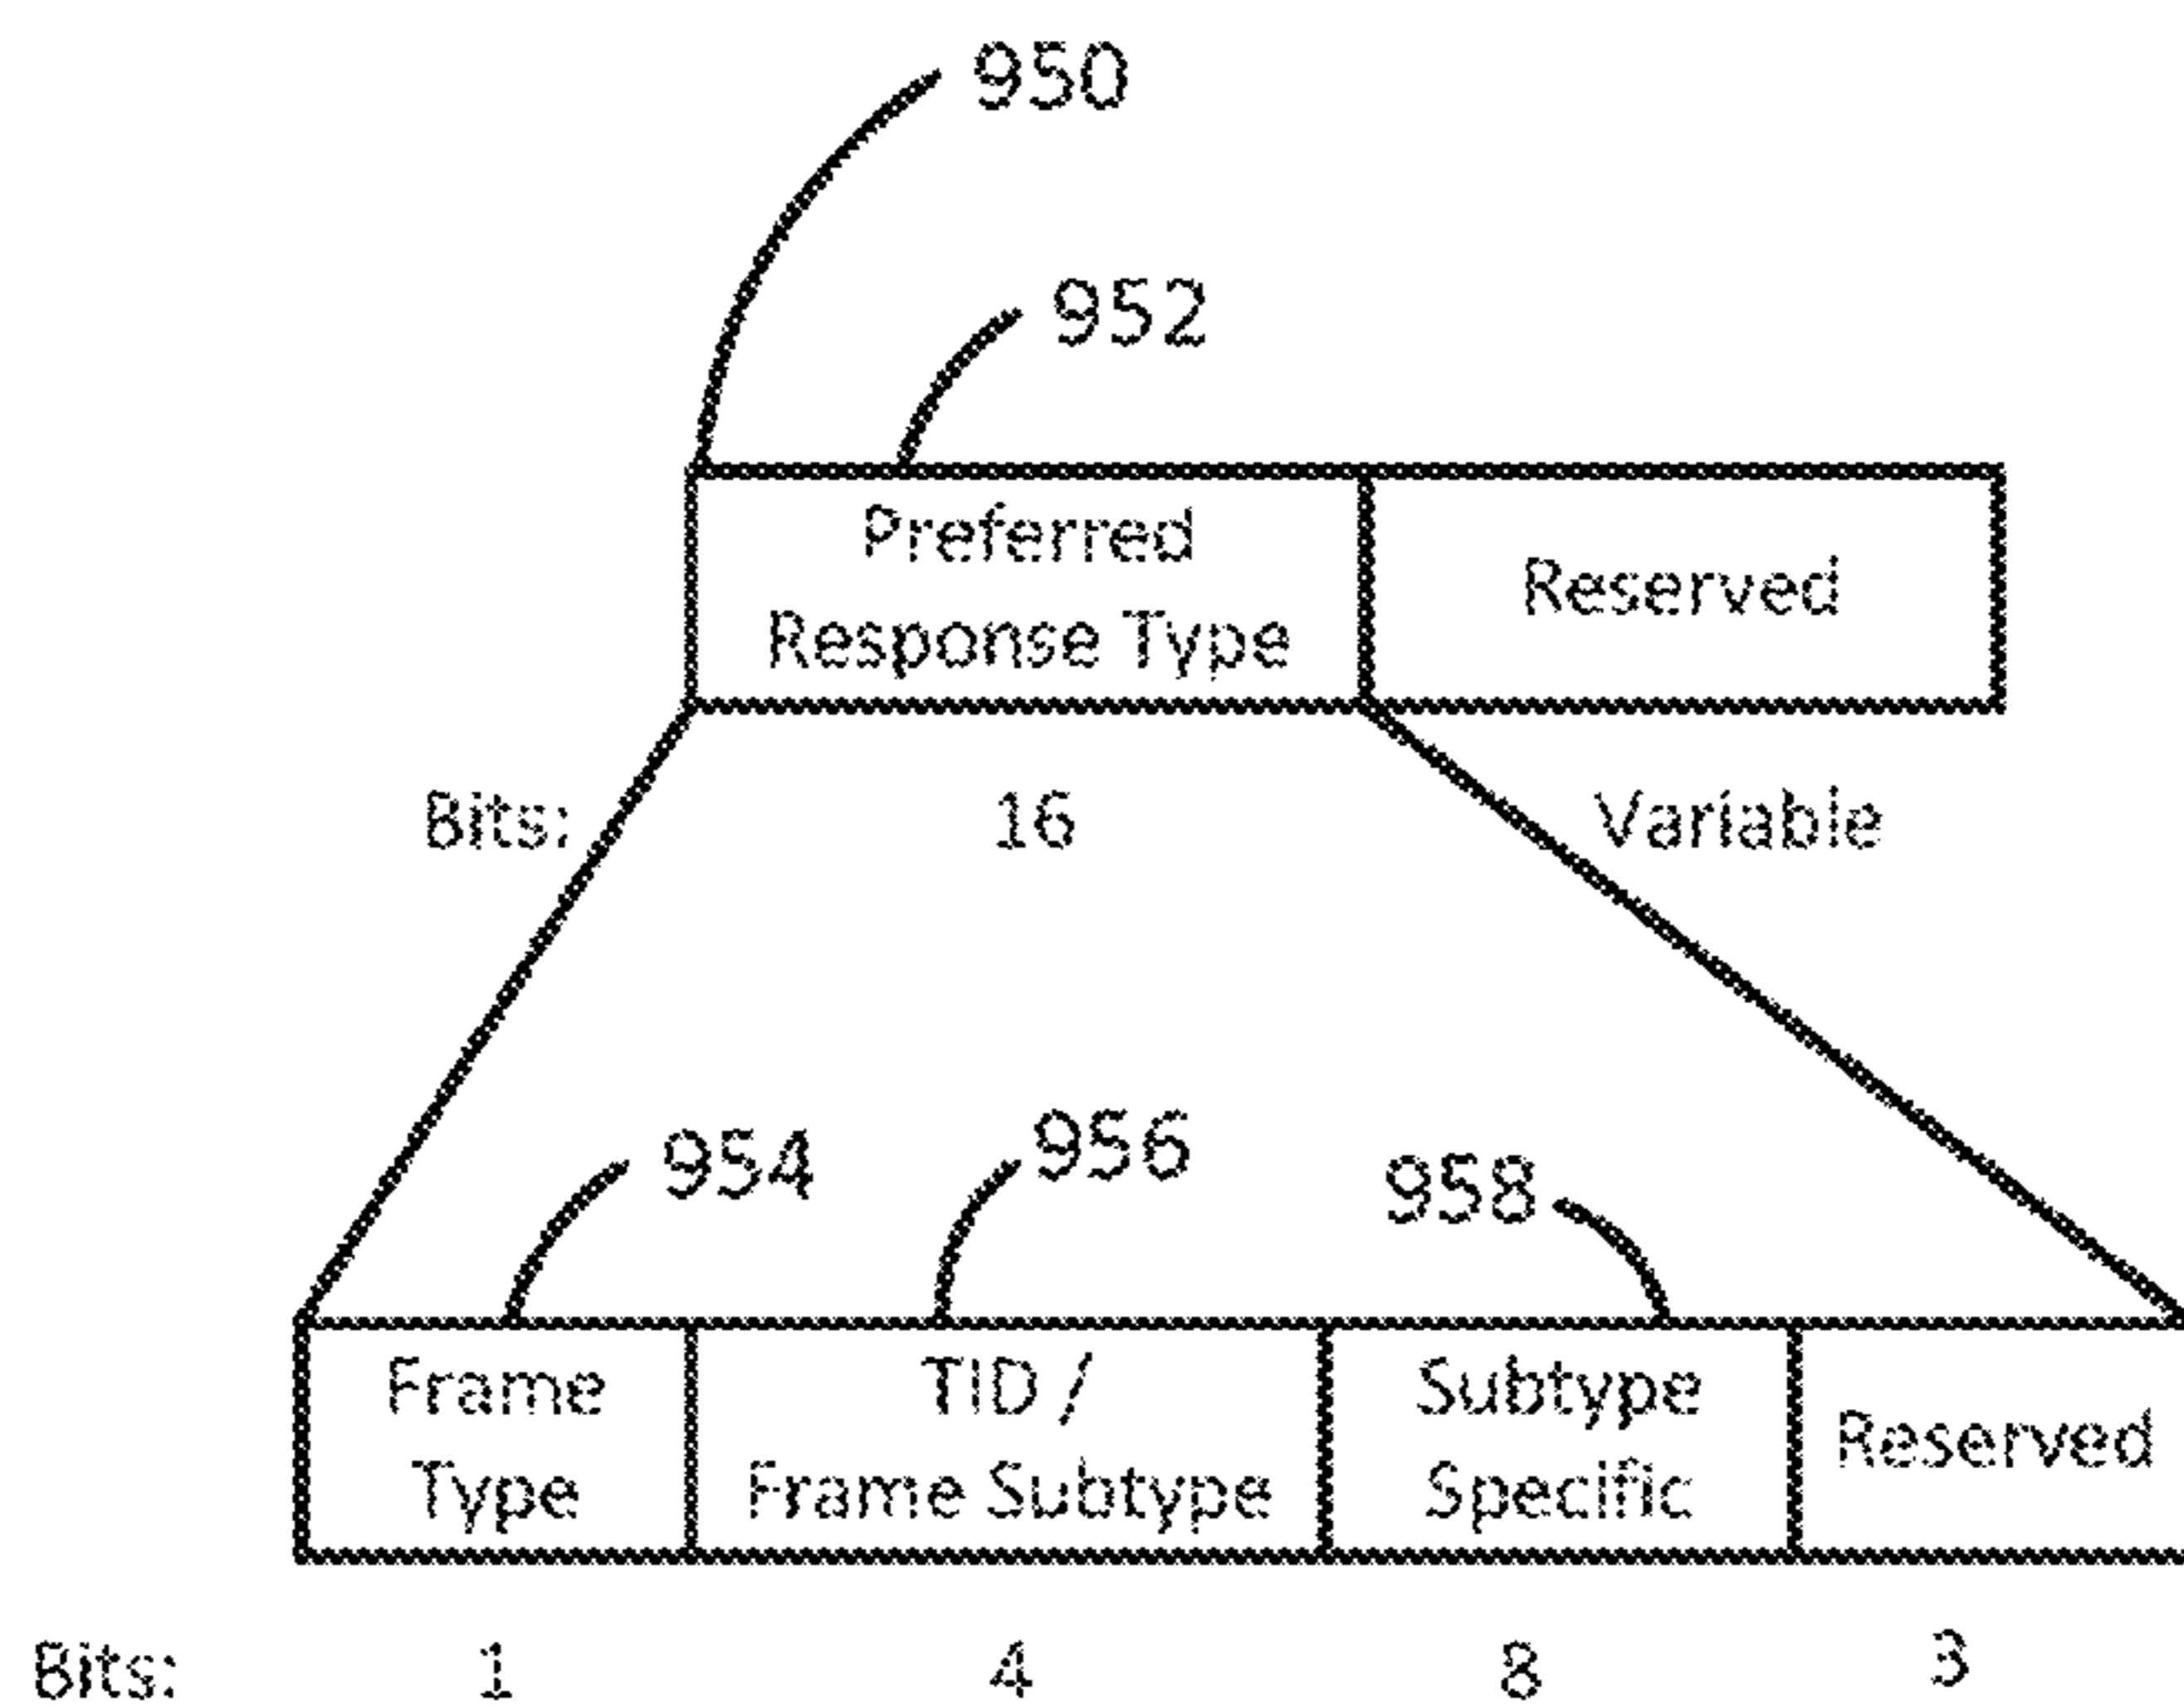 950
952
Preferred
Response Type
Reserved
Bits:
16
Variable
954
956
958
Frame
Type
TID /
Frame Subtype
Subtype
Specific
Reserved
Bits:
1
4
8
3